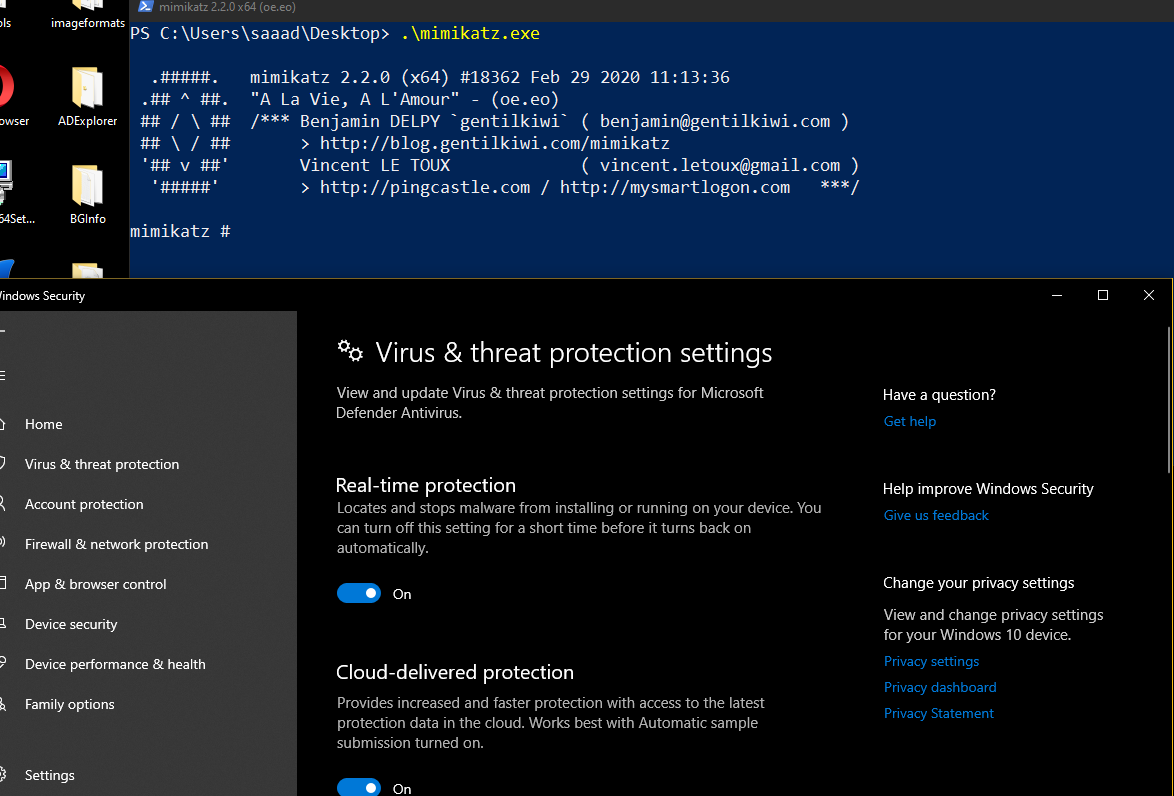 mimikatz 2.2.0 x64 (oe.eo)
ols
imageformats
PS C:\Users\saaad\Desktop> .\mimikatz.exe
.#####.   mimikatz 2.2.0 (x64) #18362 Feb 29 2020 11:13:36
.## ^ ##.  "A La Vie, A L'Amour" - (oe.eo)
## / \ ##  /*** Benjamin DELPY `gentilkiwi` ( benjamin@gentilkiwi.com )
## \ / ##       > http://blog.gentilkiwi.com/mimikatz
'## v ##'       Vincent LE TOUX             ( vincent.letoux@gmail.com )
'#####'        > http://pingcastle.com / http://mysmartlogon.com   ***/
mimikatz #
owser
ADExplorer
64Set...
BGInfo
Windows Security
Home
Virus & threat protection
Account protection
Firewall & network protection
App & browser control
Device security
Device performance & health
Family options
Settings
Virus & threat protection settings
View and update Virus & threat protection settings for Microsoft
Defender Antivirus.
Real-time protection
Locates and stops malware from installing or running on your device. You
can turn off this setting for a short time before it turns back on
automatically.
On
Cloud-delivered protection
Provides increased and faster protection with access to the latest
protection data in the cloud. Works best with Automatic sample
submission turned on.
On
Have a question?
Get help
Help improve Windows Security
Give us feedback
Change your privacy settings
View and change privacy settings
for your Windows 10 device.
Privacy settings
Privacy dashboard
Privacy Statement